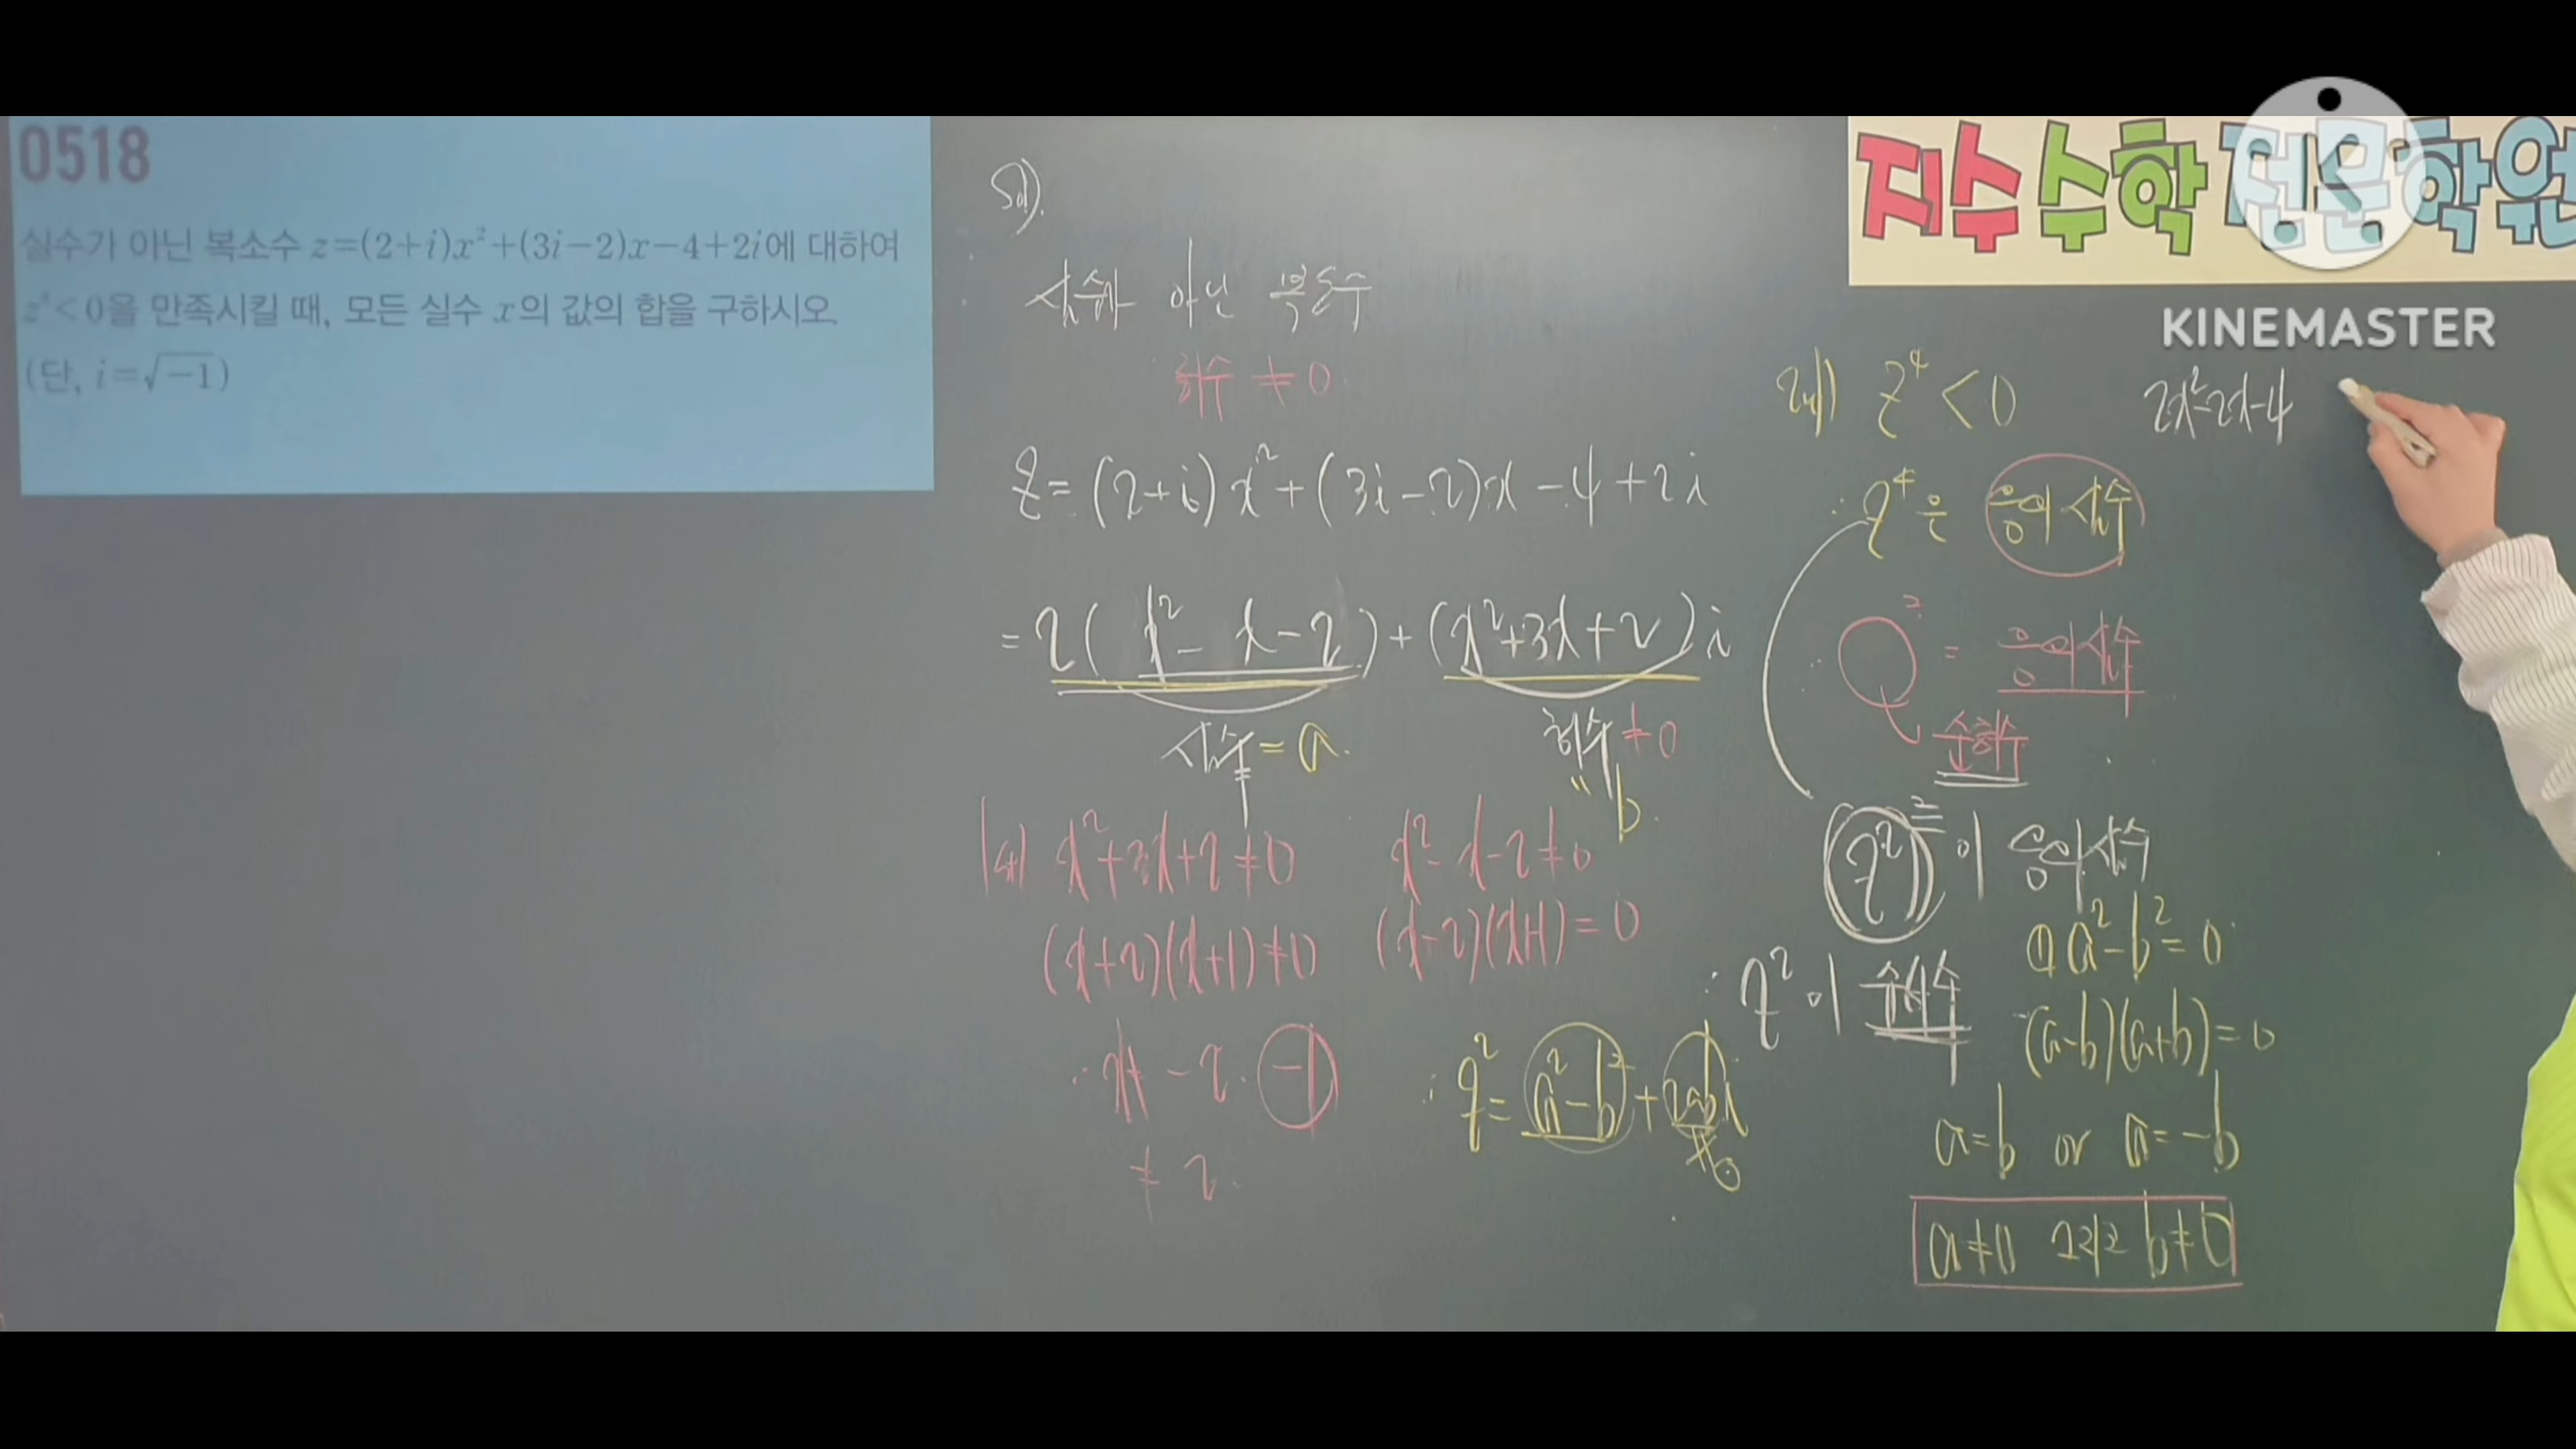 0518
실수가 아닌 복소수 z=(2+i)x²+(3i-2)x-4+2i에 대하여
z⁴<0을 만족시킬 때, 모든 실수 x의 값의 합을 구하시오.
(단, i=√-1)
지수수학 전문학원
KINEMASTER
sol).
실수가 아닌 복소수
허수 ≠ 0
z = (2+i)x²+(3i-2)x-4+2i
= 2(x²-x-2)+(x²+3x+2)i
실수 = a.
허수 ≠ 0
" b.
1st) x²+3x+2≠0
(x+2)(x+1)≠0
∴ x≠ -2. -1
≠ 2.
x²-x-2≠0
(x-2)(x+1)=0
∴ z² = a²-b²+2abi
≠0
z⁴ < 0
∴ z⁴은 음의 실수
² = 음의 실수
순허수
(z²)²이 음의 실수
∴ z²이 순허수
① a²-b²=0
(a-b)(a+b)=0
a=b or a=-b
a≠0 그리고 b≠0
2x²-2x-4